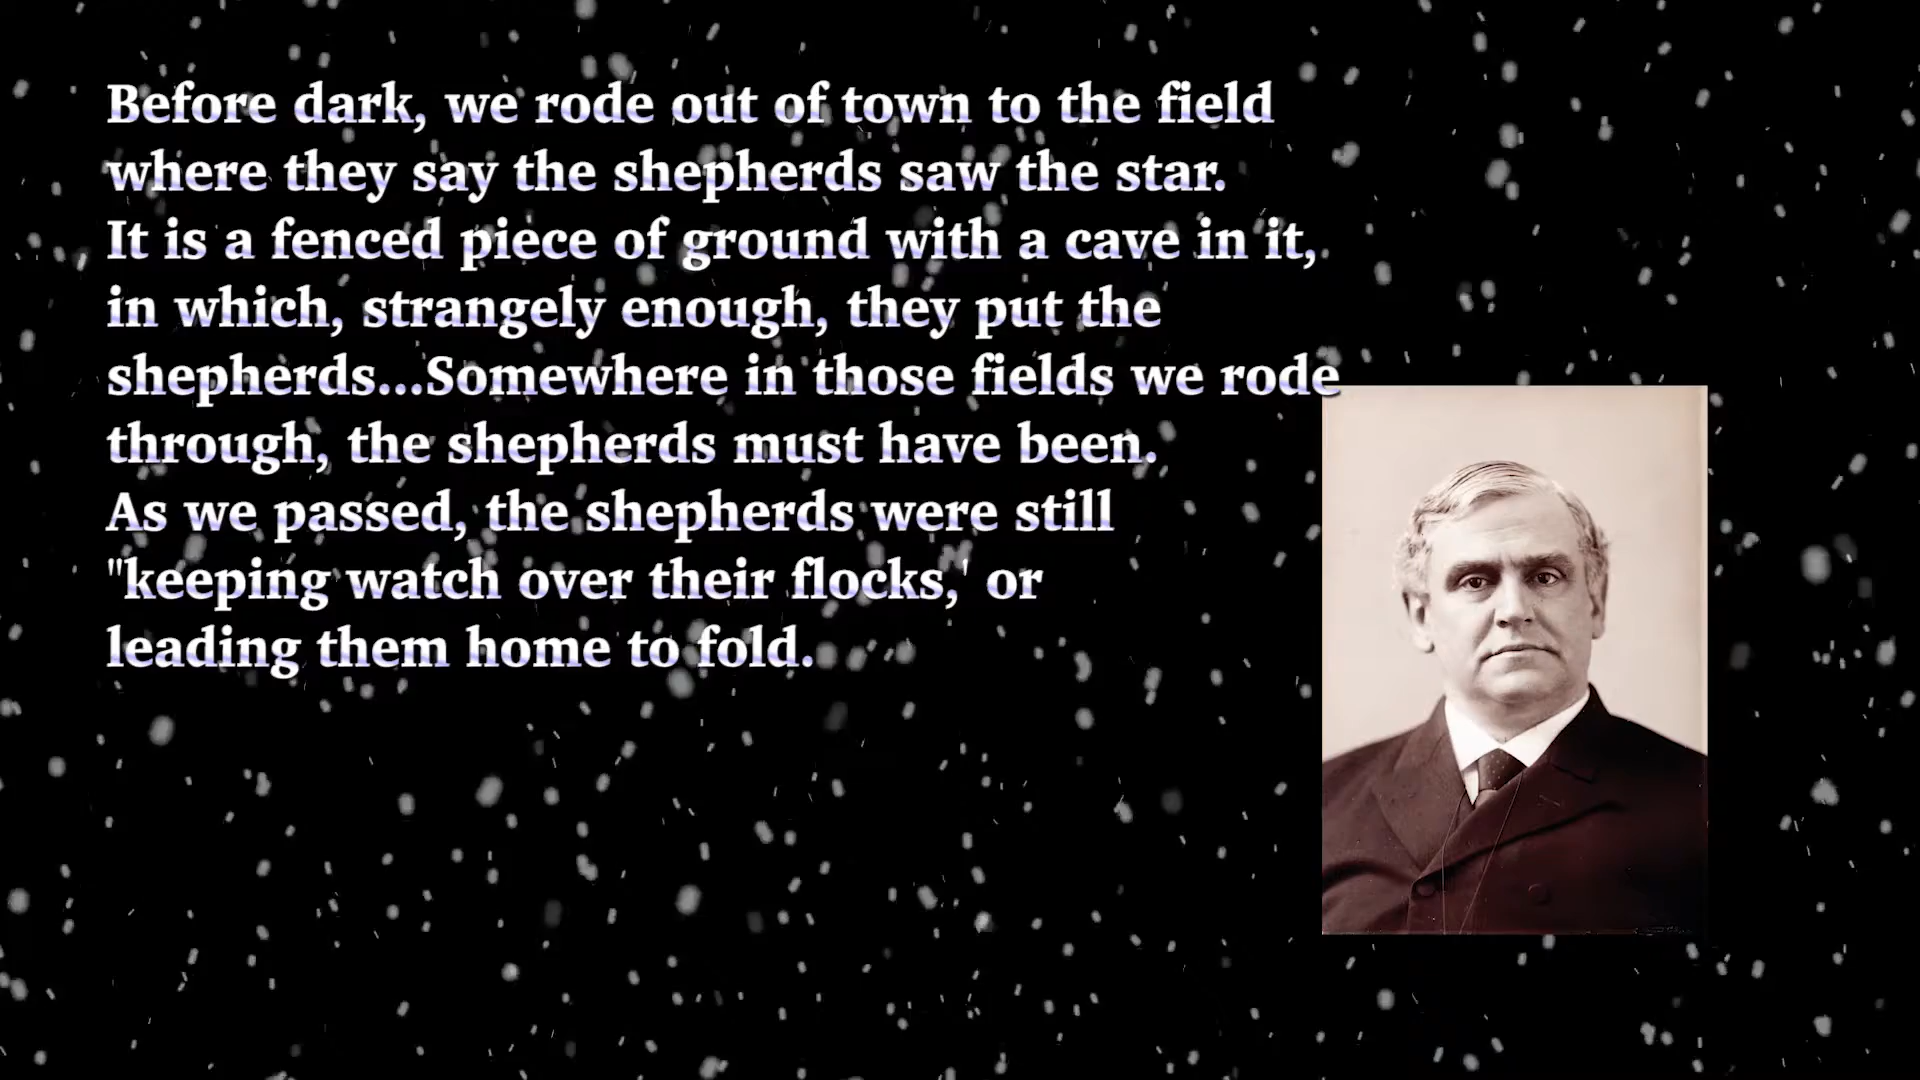 Before dark, we rode out of town to the field
where they say the shepherds saw the star.
It is a fenced piece of ground with a cave in it,
in which, strangely enough, they put the
shepherds...Somewhere in those fields we rode
through, the shepherds must have been.
As we passed, the shepherds were still
"keeping watch over their flocks,' or
leading them home to fold.